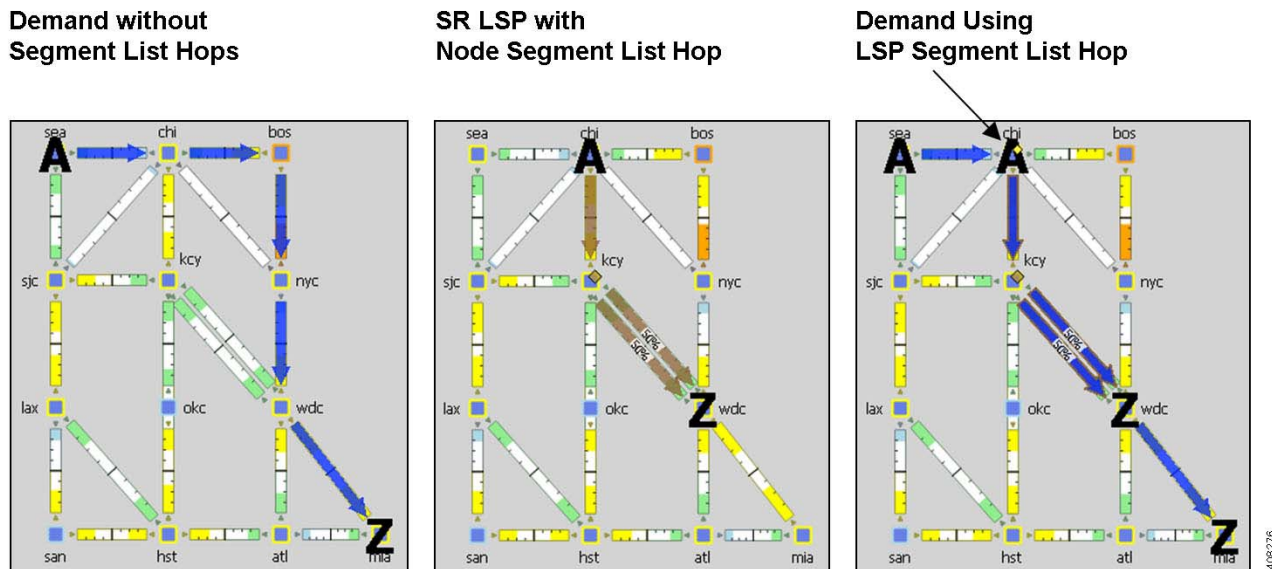 Demand without
Segment List Hops
SR LSP with
Node Segment List Hop
Demand Using
LSP Segment List Hop
sea chi bos
A
kcy
sjc nyc
lax okc wdc
Z
san hst atl mia
sea chi bos
A
kcy
sjc nyc
50%
50%
lax okc wdc
Z
san hst atl mia
sea chi bos
A A
kcy
sjc nyc
50%
50%
lax okc wdc
Z
Z
san hst atl mia
408276